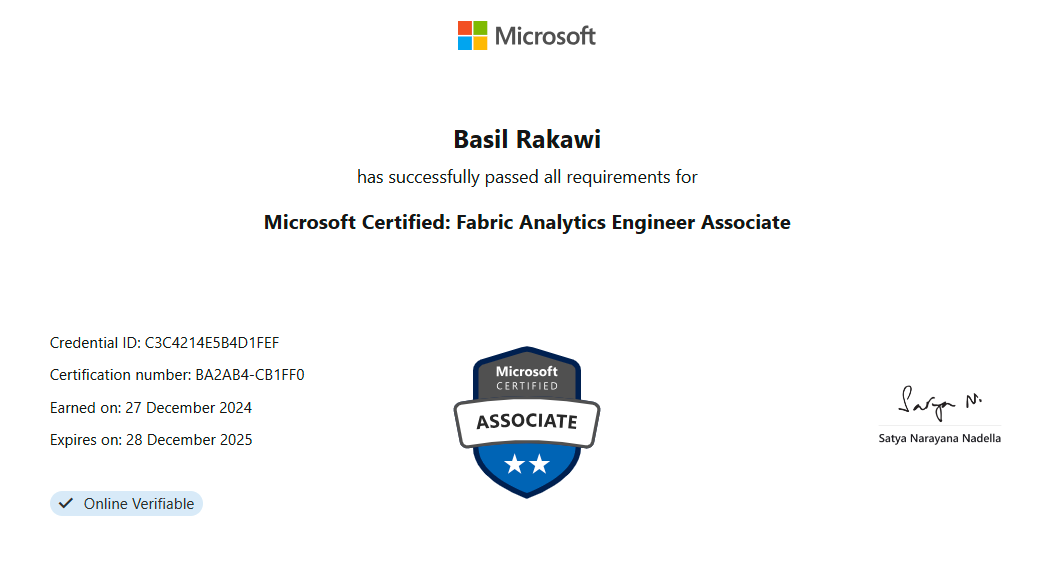 Microsoft
Basil Rakawi
has successfully passed all requirements for
Microsoft Certified: Fabric Analytics Engineer Associate
Credential ID: C3C4214E5B4D1FEF
Certification number: BA2AB4-CB1FF0
Earned on: 27 December 2024
Expires on: 28 December 2025
Online Verifiable
Microsoft
CERTIFIED
ASSOCIATE
Satya N.
Satya Narayana Nadella